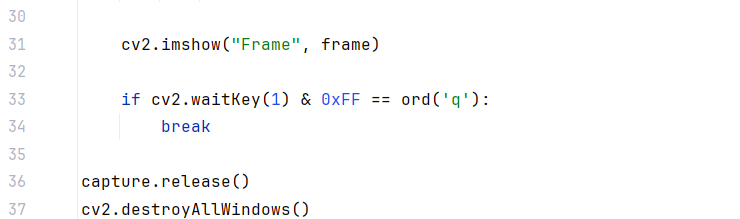 30
31 cv2.imshow("Frame", frame)
32
33 if cv2.waitKey(1) & 0xFF == ord('q'):
34 break
35
36 capture.release()
37 cv2.destroyAllWindows()